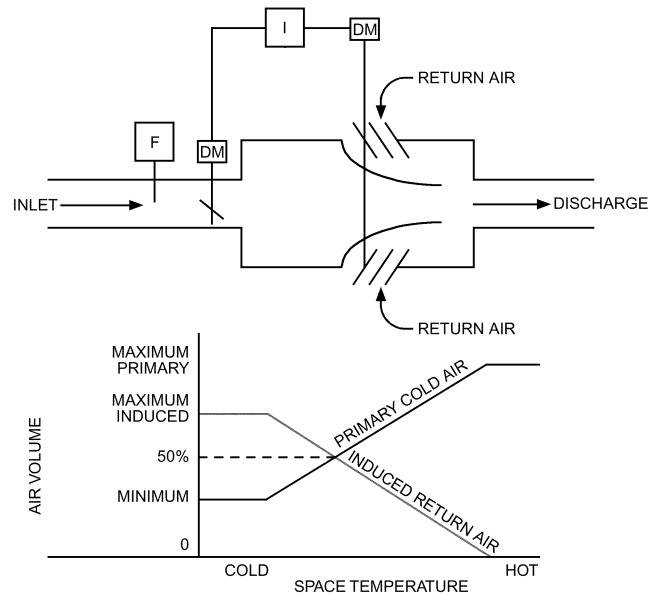 I
DM
RETURN AIR
F
DM
INLET
DISCHARGE
RETURN AIR
MAXIMUM
PRIMARY
MAXIMUM
INDUCED
50%
MINIMUM
0
AIR VOLUME
PRIMARY COLD AIR
INDUCED RETURN AIR
COLD
HOT
SPACE TEMPERATURE